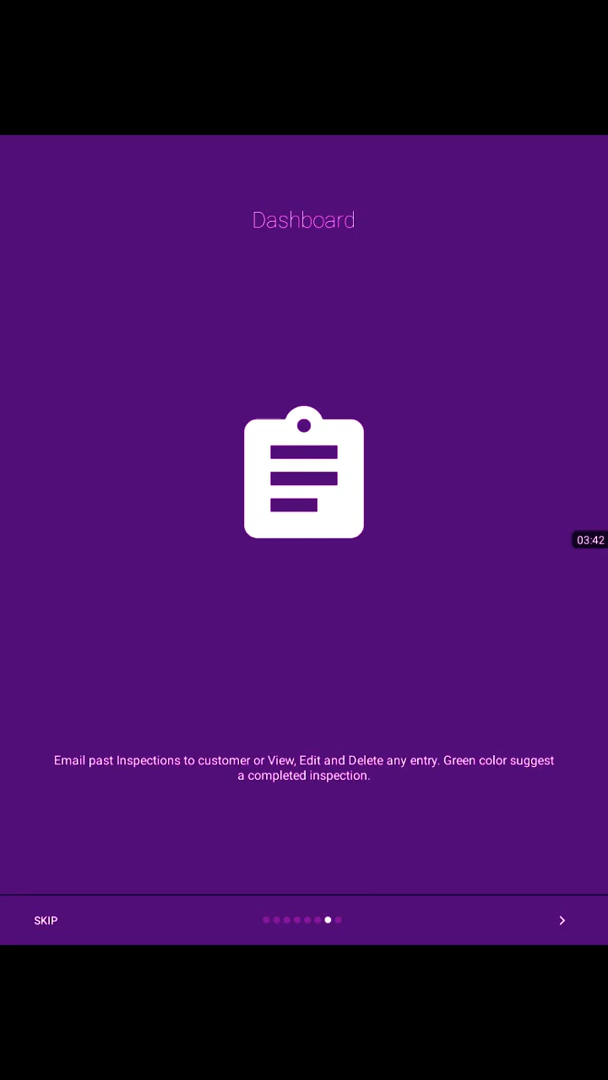 Dashboard
03:42
Email past Inspections to customer or View, Edit and Delete any entry. Green color suggest
a completed inspection.
SKIP